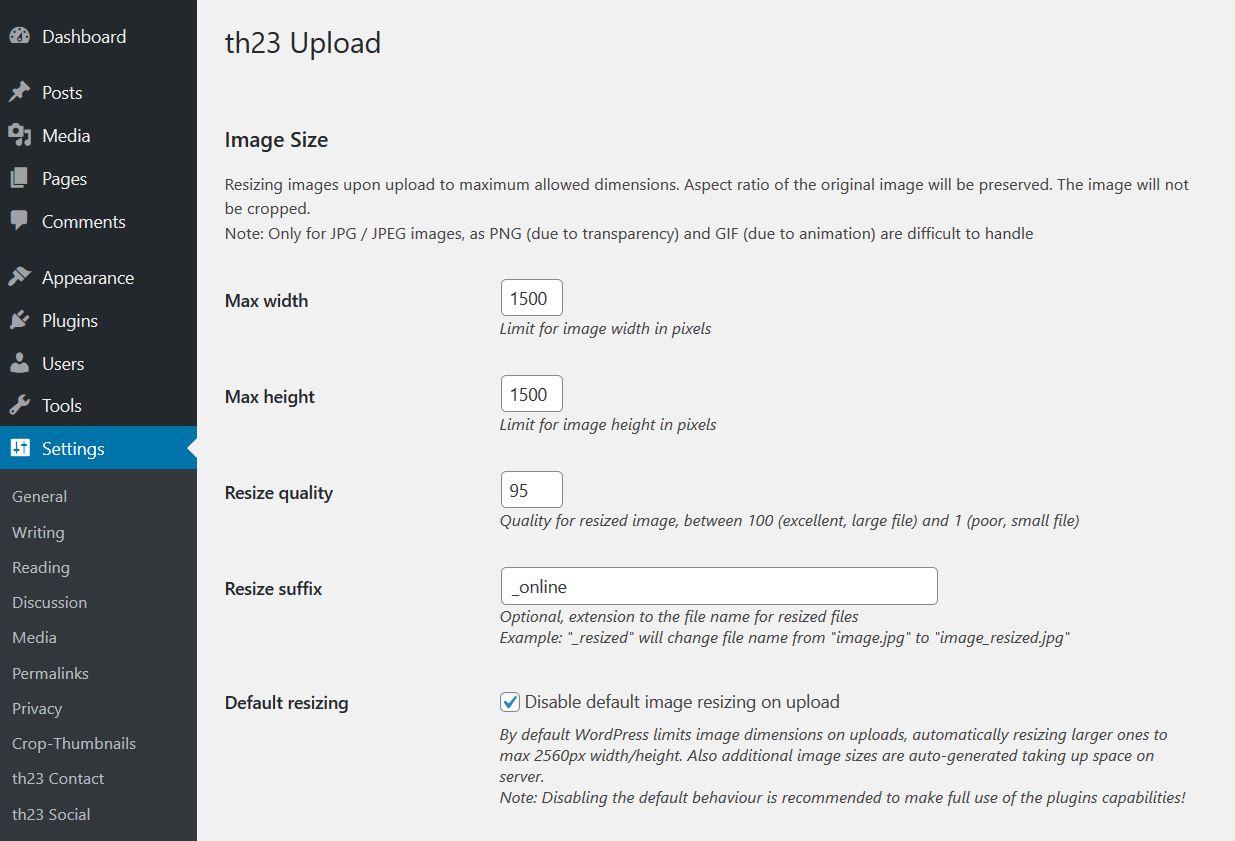 Dashboard
Posts
Media
Pages
Comments
Appearance
Plugins
Users
Tools
Settings
General
Writing
Reading
Discussion
Media
Permalinks
Privacy
Crop-Thumbnails
th23 Contact
th23 Social
th23 Upload
Image Size
Resizing images upon upload to maximum allowed dimensions. Aspect ratio of the original image will be preserved. The image will not
be cropped.
Note: Only for JPG / JPEG images, as PNG (due to transparency) and GIF (due to animation) are difficult to handle
Max width
1500
Limit for image width in pixels
Max height
1500
Limit for image height in pixels
Resize quality
95
Quality for resized image, between 100 (excellent, large file) and 1 (poor, small file)
Resize suffix
_online
Optional, extension to the file name for resized files
Example: "_resized" will change file name from "image.jpg" to "image_resized.jpg"
Default resizing
Disable default image resizing on upload
By default WordPress limits image dimensions on uploads, automatically resizing larger ones to
max 2560px width/height. Also additional image sizes are auto-generated taking up space on
server.
Note: Disabling the default behaviour is recommended to make full use of the plugins capabilities!